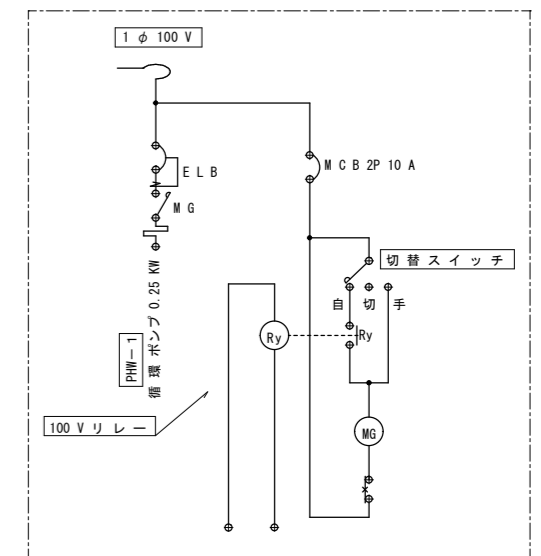 1 φ 100 V
E L B
M C B 2P 10 A
M G
切 替 ス イ ッ チ
自 切 手
Ry
Ry
PHW－1
循 環 ポンプ 0.25 KW
100 V リ レ ー
MG